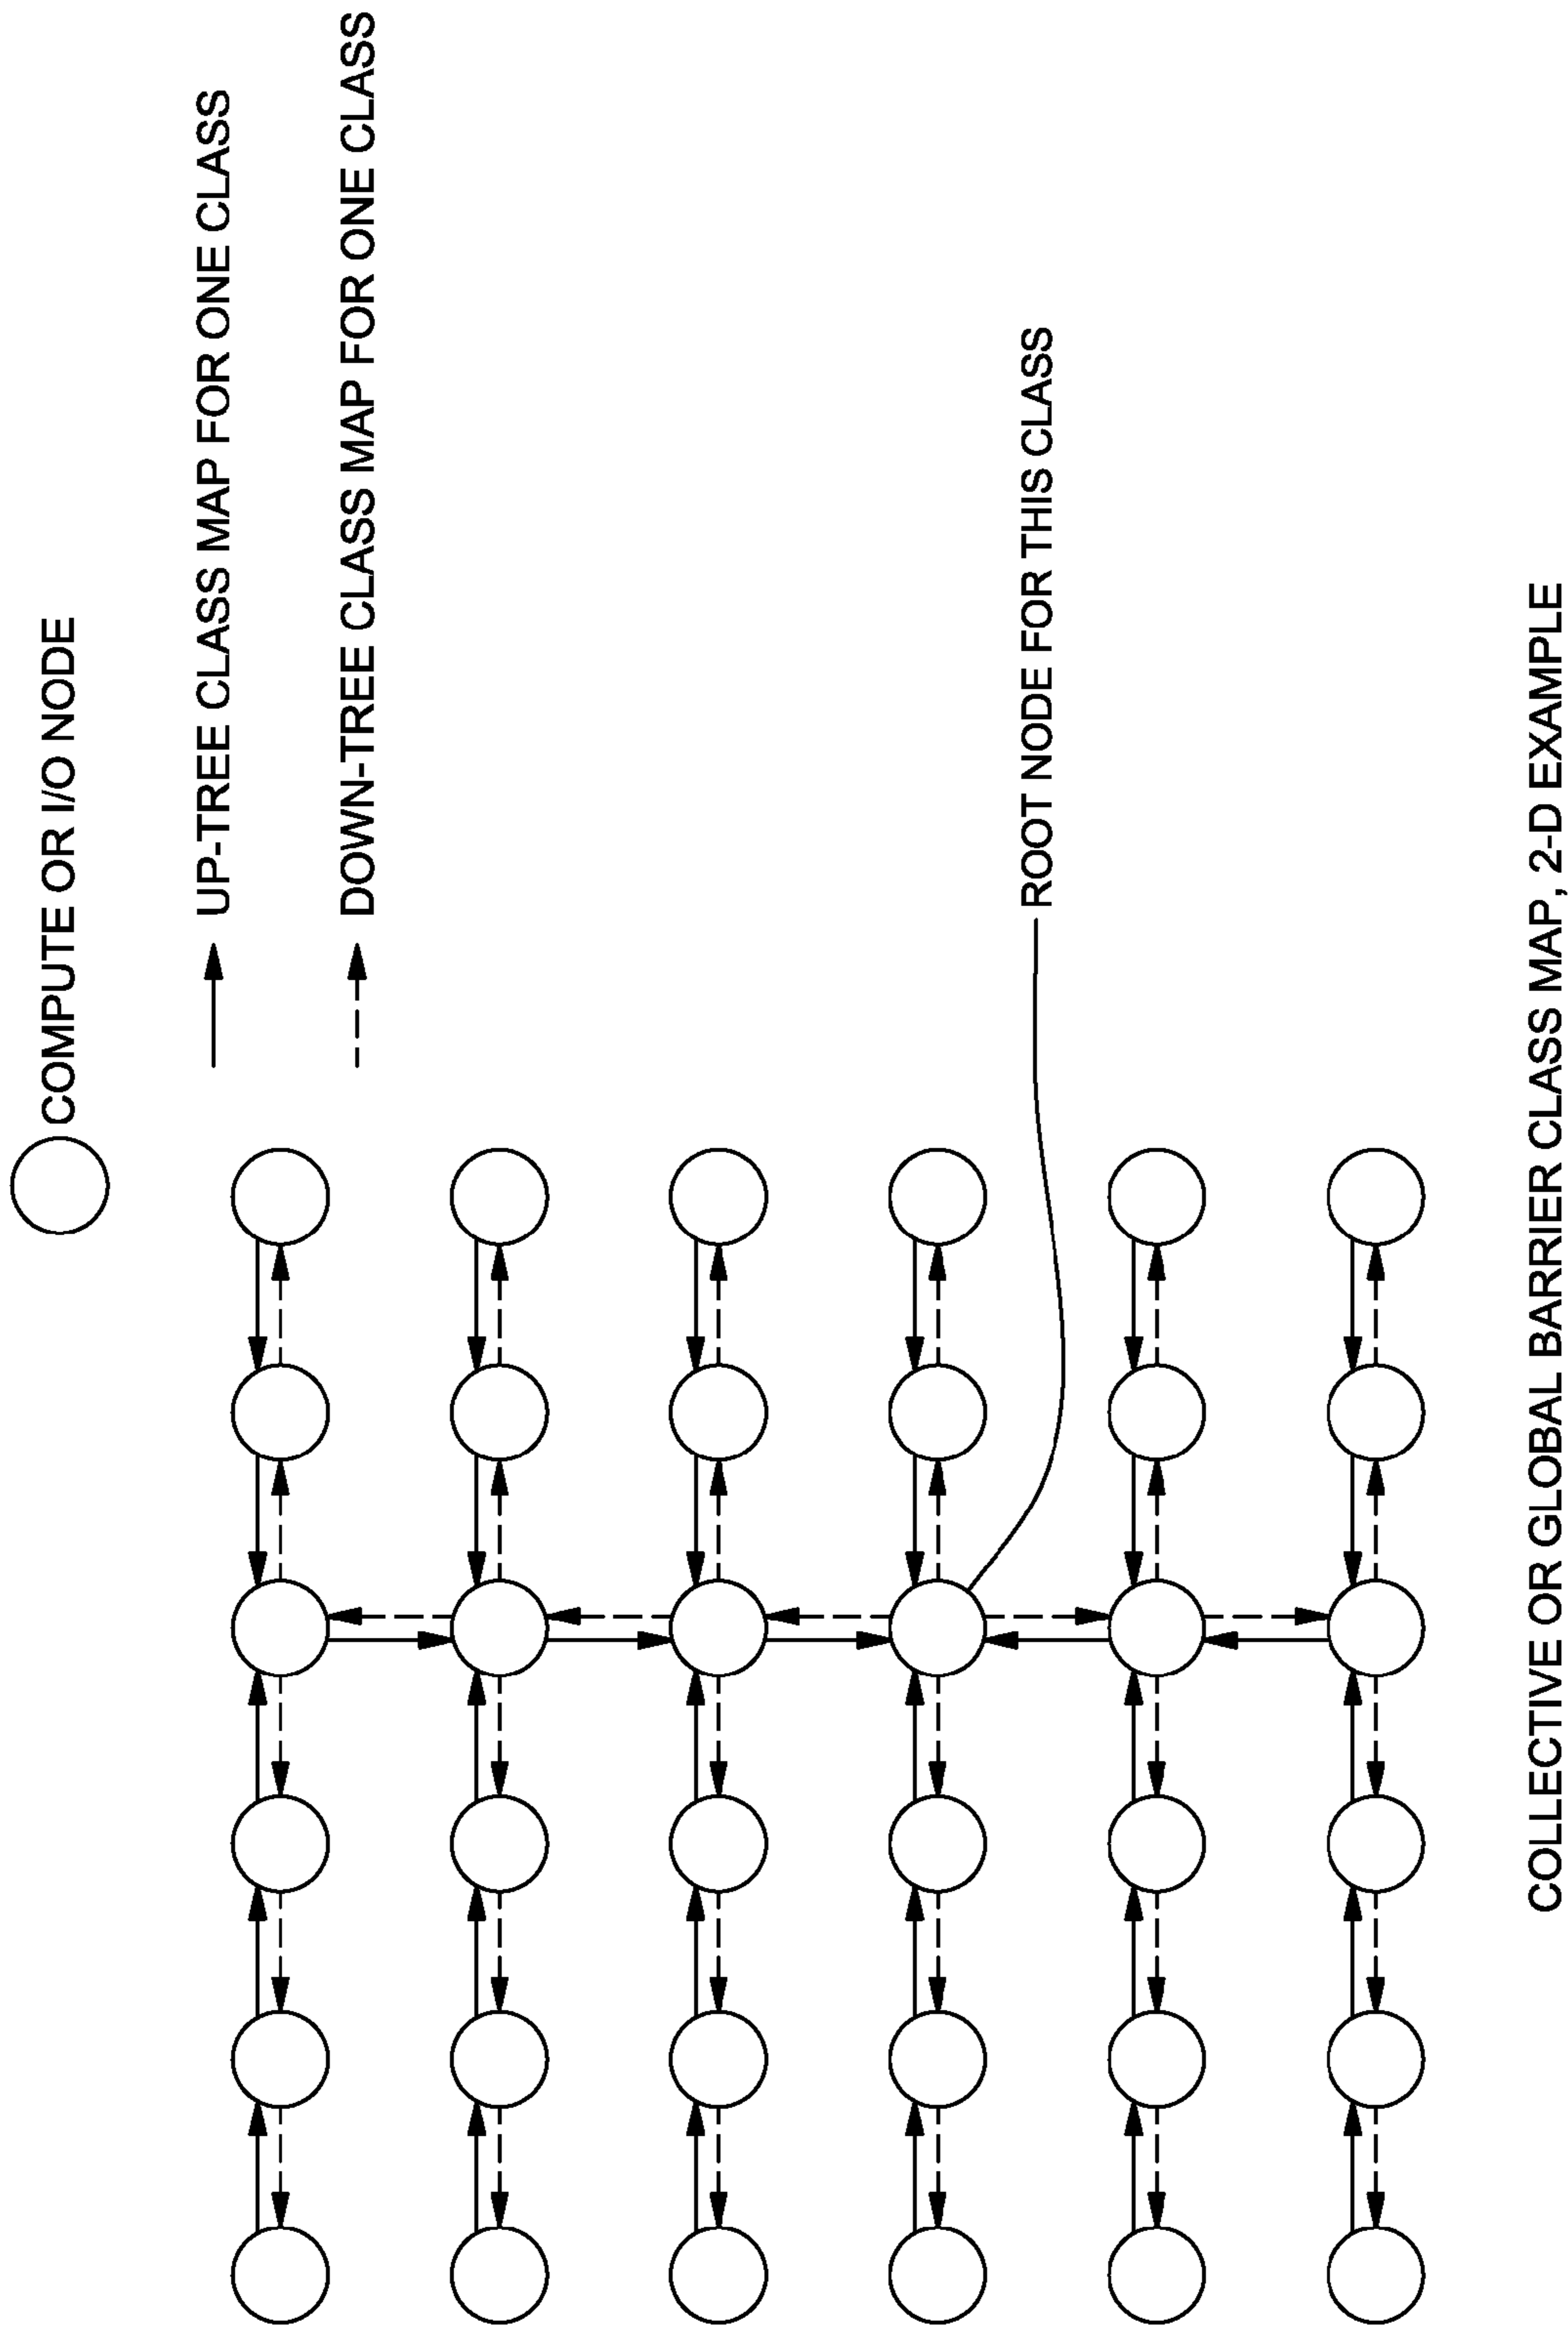 COMPUTE OR I/O NODE
UP-TREE CLASS MAP FOR ONE CLASS
DOWN-TREE CLASS MAP FOR ONE CLASS
ROOT NODE FOR THIS CLASS
COLLECTIVE OR GLOBAL BARRIER CLASS MAP, 2-D EXAMPLE